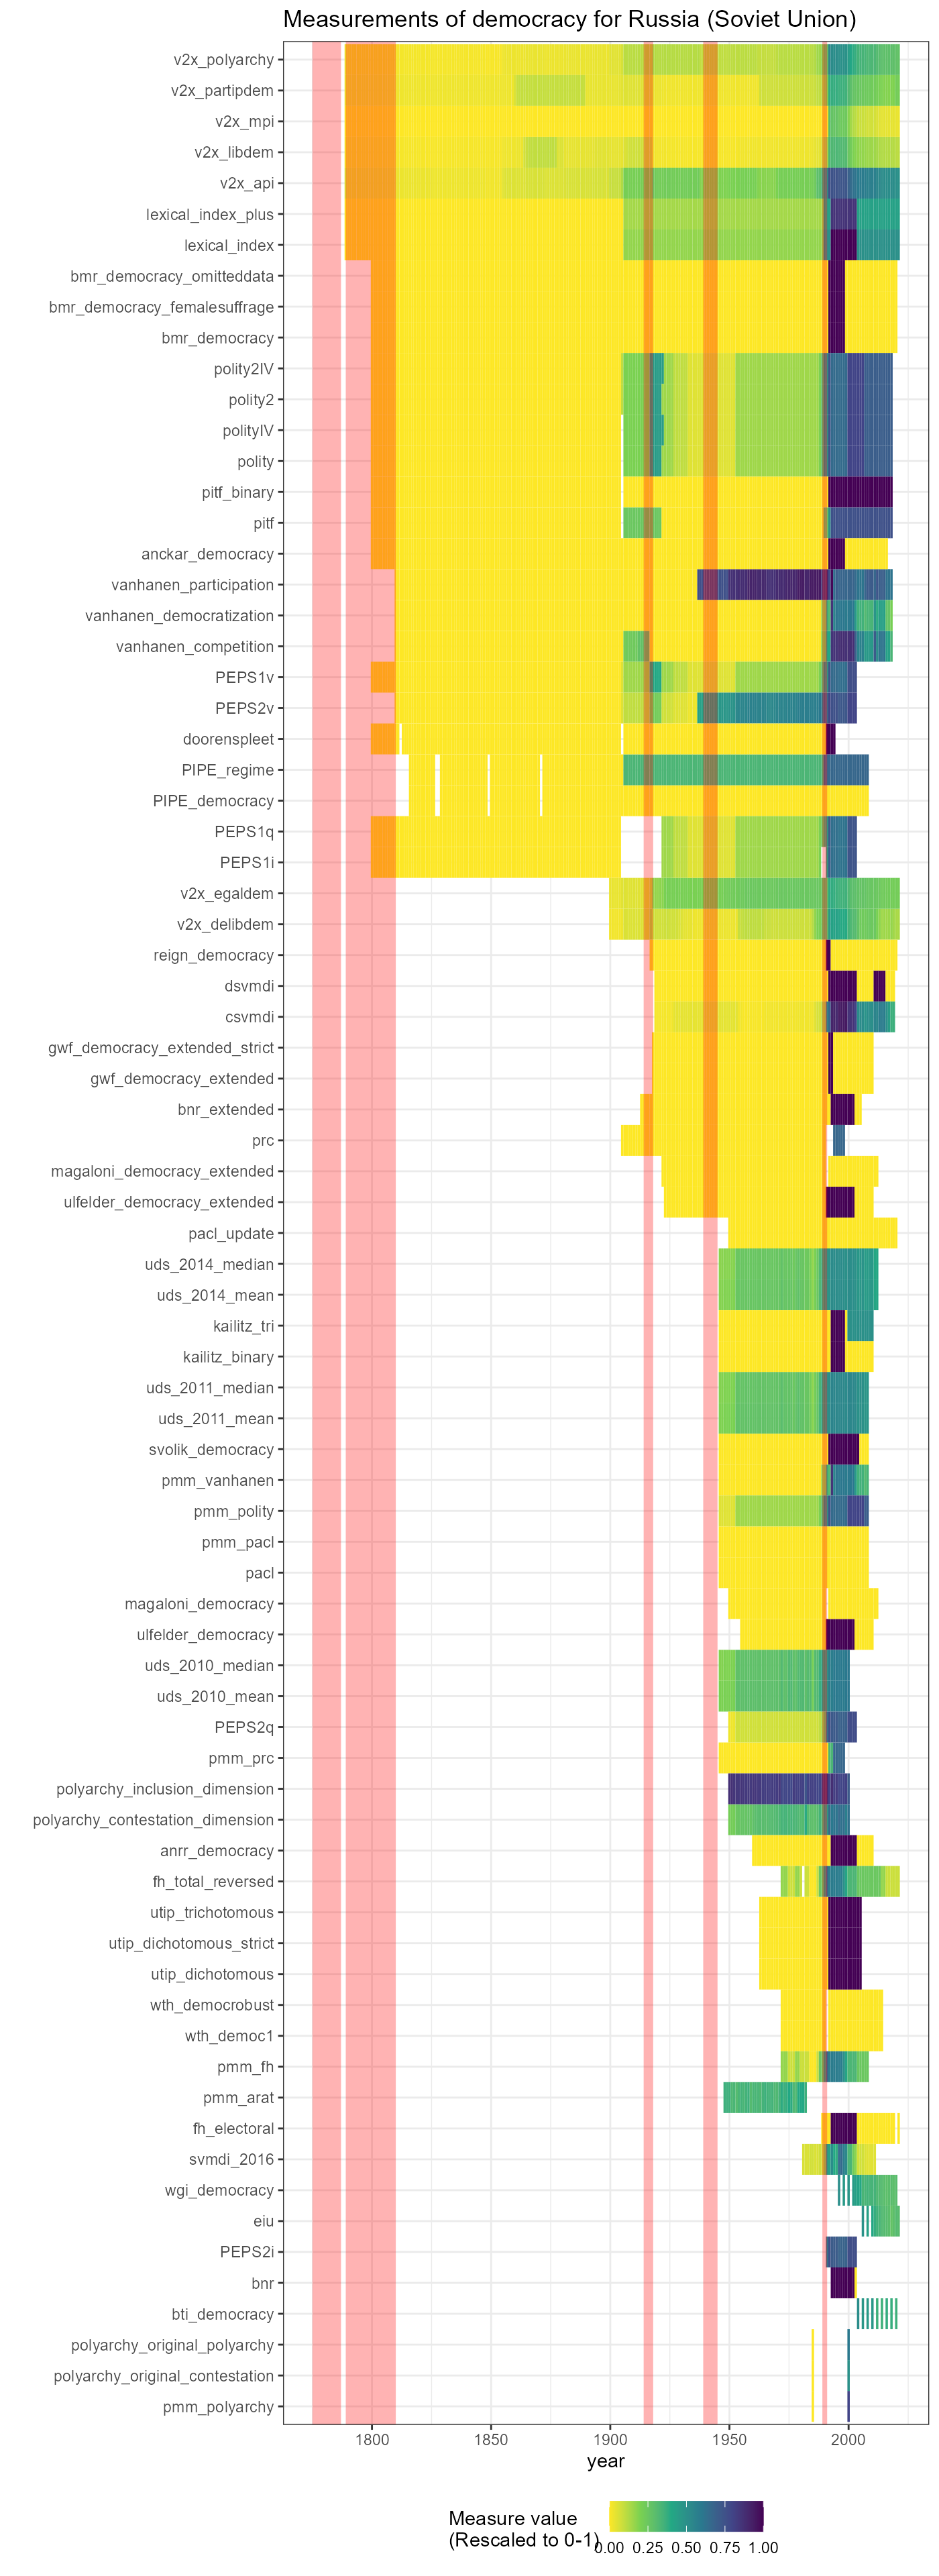 Measurements of democracy for Russia (Soviet Union)
v2x_polyarchy
v2x_partipdem
v2x_mpi
v2x_libdem
v2x_api
lexical_index_plus
lexical_index
bmr_democracy_omitteddata
bmr_democracy_femalesuffrage
bmr_democracy
polity2IV
polity2
polityIV
polity
pitf_binary
pitf
anckar_democracy
vanhanen_participation
vanhanen_democratization
vanhanen_competition
PEPS1v
PEPS2v
doorenspleet
PIPE_regime
PIPE_democracy
PEPS1q
PEPS1i
v2x_egaldem
v2x_delibdem
reign_democracy
dsvmdi
csvmdi
gwf_democracy_extended_strict
gwf_democracy_extended
bnr_extended
prc
magaloni_democracy_extended
ulfelder_democracy_extended
pacl_update
uds_2014_median
uds_2014_mean
kailitz_tri
kailitz_binary
uds_2011_median
uds_2011_mean
svolik_democracy
pmm_vanhanen
pmm_polity
pmm_pacl
pacl
magaloni_democracy
ulfelder_democracy
uds_2010_median
uds_2010_mean
PEPS2q
pmm_prc
polyarchy_inclusion_dimension
polyarchy_contestation_dimension
anrr_democracy
fh_total_reversed
utip_trichotomous
utip_dichotomous_strict
utip_dichotomous
wth_democrobust
wth_democ1
pmm_fh
pmm_arat
fh_electoral
svmdi_2016
wgi_democracy
eiu
PEPS2i
bnr
bti_democracy
polyarchy_original_polyarchy
polyarchy_original_contestation
pmm_polyarchy
1800 1850 1900 1950 2000
year
Measure value
(Rescaled to 0-1)
0.00 0.25 0.50 0.75 1.00